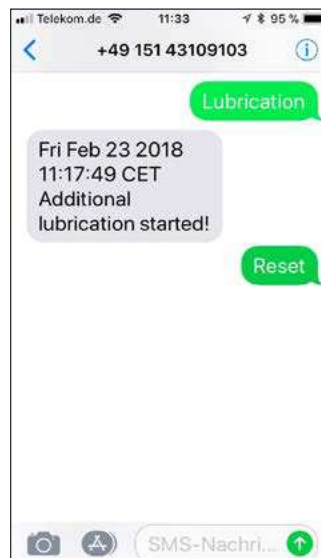 Telekom.de 11:33 95 %
+49 151 43109103
Lubrication
Fri Feb 23 2018
11:17:49 CET
Additional
lubrication started!
Reset
SMS-Nachri...